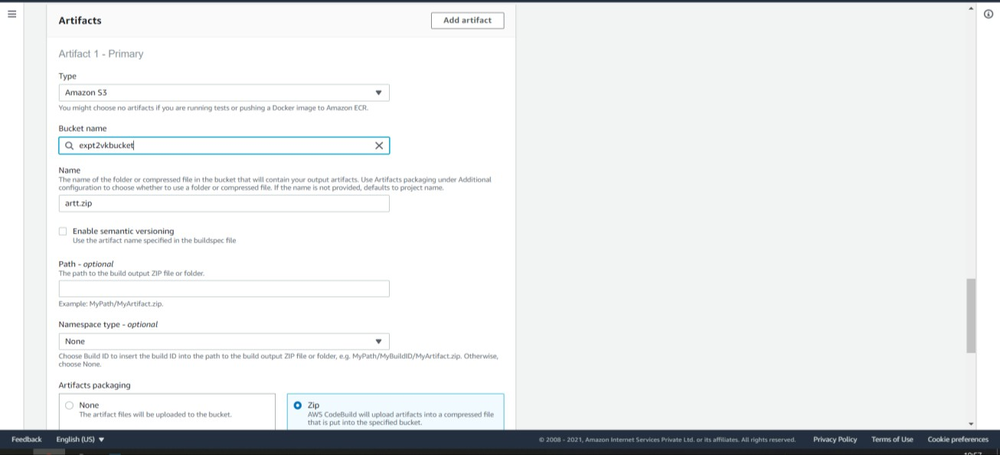 Artifacts
Add artifact
Artifact 1 - Primary
Type
Amazon S3
You might choose no artifacts if you are running tests or pushing a Docker image to Amazon ECR.
Bucket name
expt2vkbucket
Name
The name of the folder or compressed file in the bucket that will contain your output artifacts. Use Artifacts packaging under Additional
configuration to choose whether to use a folder or compressed file. If the name is not provided, defaults to project name.
artt.zip
Enable semantic versioning
Use the artifact name specified in the buildspec file
Path - optional
The path to the build output ZIP file or folder.
Example: MyPath/MyArtifact.zip.
Namespace type - optional
None
Choose Build ID to insert the build ID into the path to the build output ZIP file or folder, e.g. MyPath/MyBuildID/MyArtifact.zip. Otherwise,
choose None.
Artifacts packaging
None
The artifact files will be uploaded to the bucket.
Zip
AWS CodeBuild will upload artifacts into a compressed file
that is put into the specified bucket.
Feedback English (US) © 2008 - 2021, Amazon Internet Services Private Ltd. or its affiliates. All rights reserved. Privacy Policy Terms of Use Cookie preferences